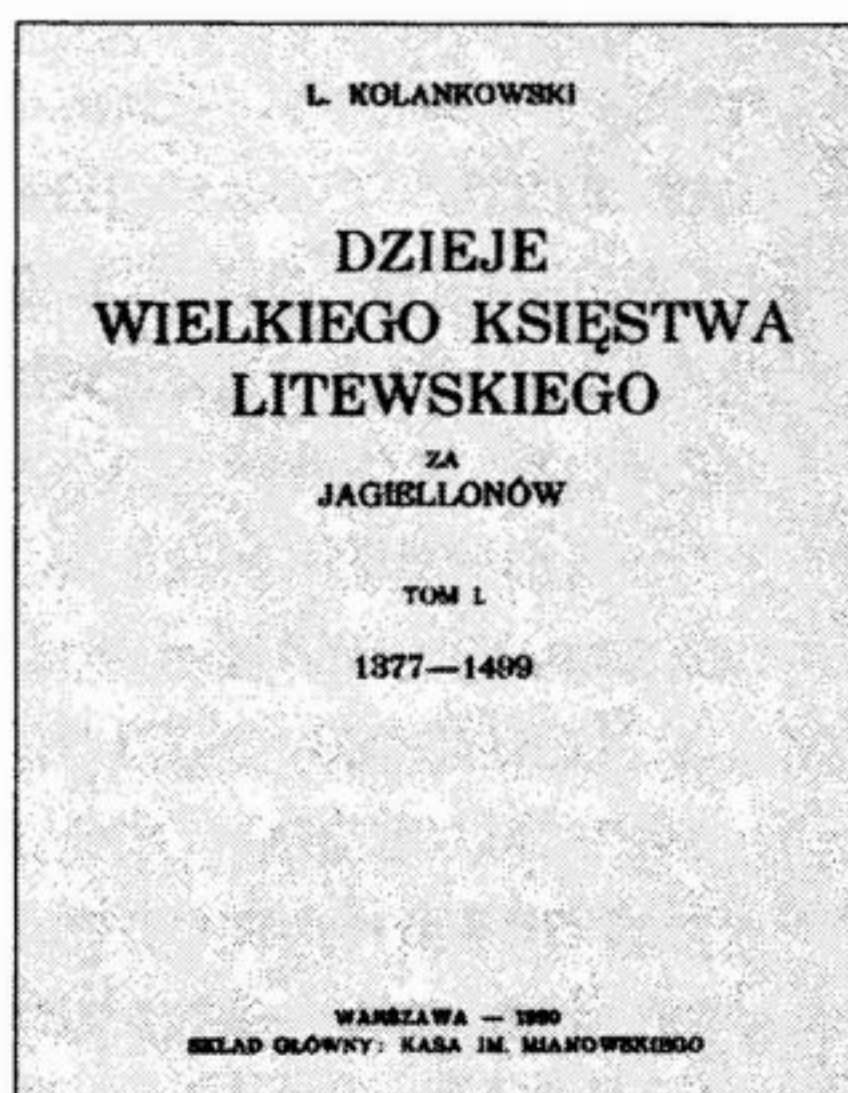 L. KOLANKOWSKI
DZIEJE
WIELKIEGO KSIĘSTWA
LITEWSKIEGO
ZA
JAGIELLONÓW
TOM I.
1377—1499
WARSZAWA — 1930
SKŁAD GŁÓWNY: KASA IM. MIANOWSKIEGO